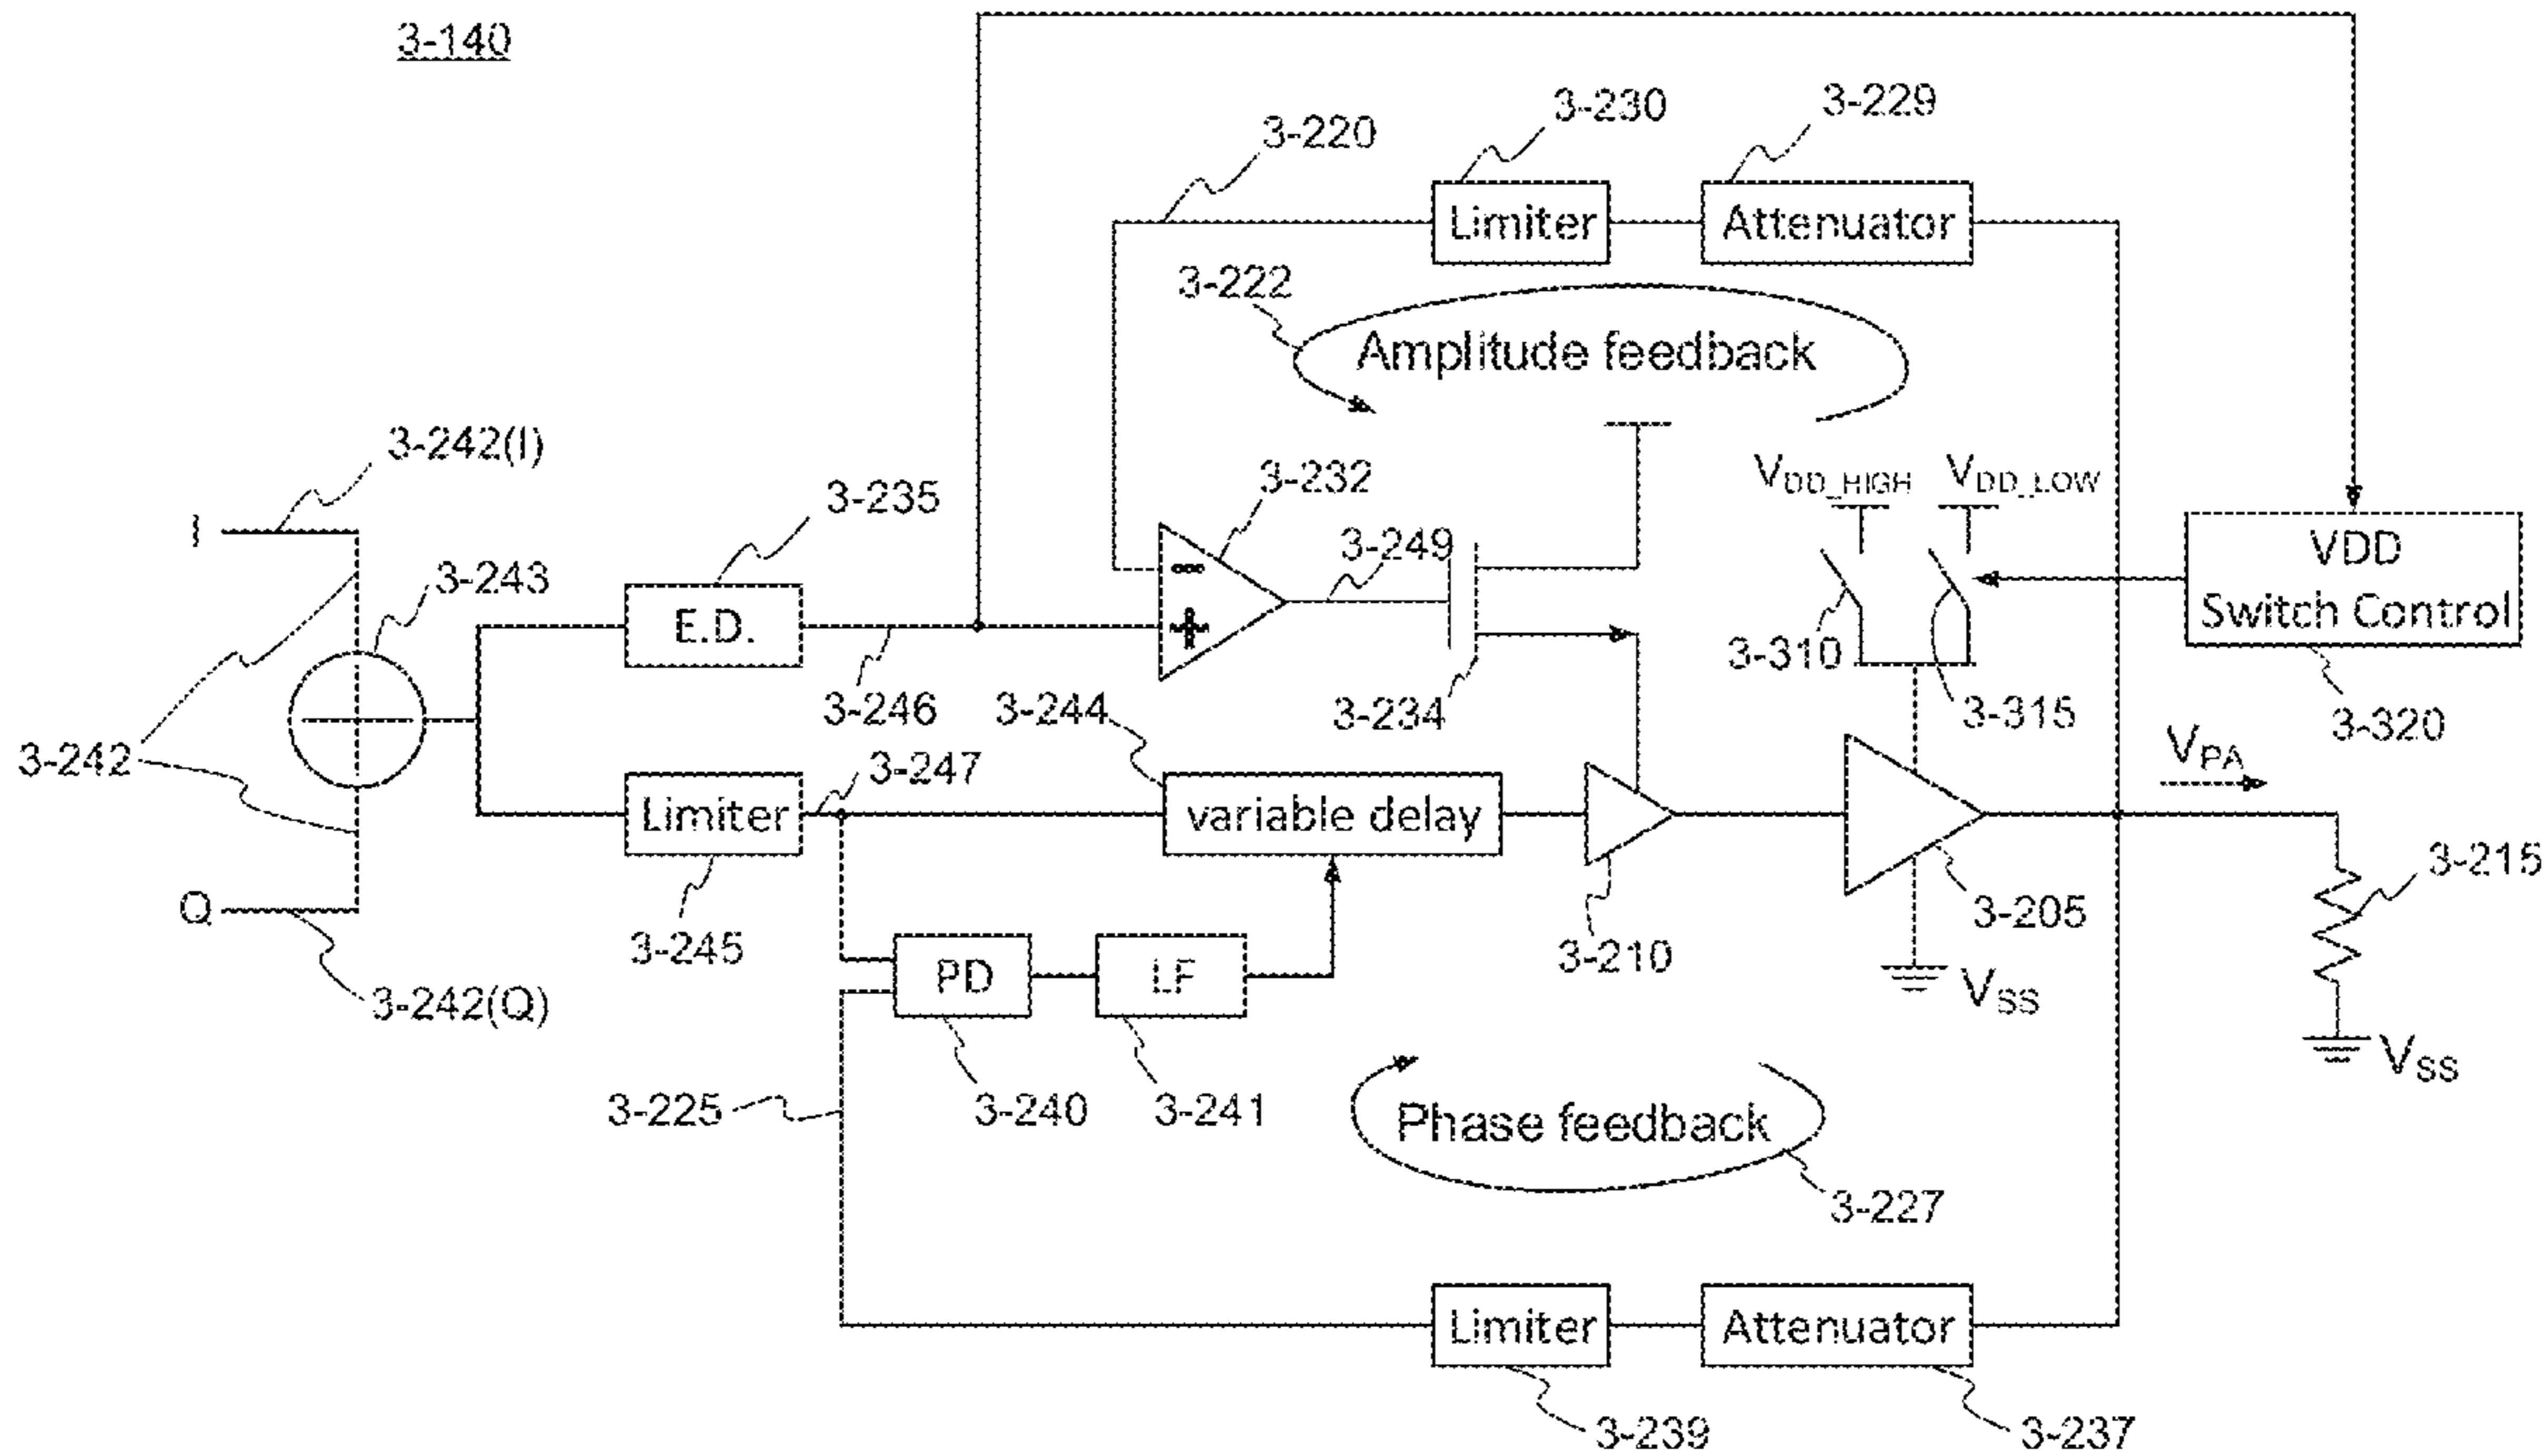 3-140
3-220
3-230
3-229
Limiter
Attenuator
3-222
Amplitude feedback
3-242(I)
I
3-243
3-235
E.D.
3-246
3-232
3-249
3-234
VDD_HIGH
VDD_LOW
3-310
3-315
VDD
Switch Control
3-320
3-242
3-244
3-247
Limiter
3-245
variable delay
3-210
3-205
VPA
3-215
Q
3-242(Q)
PD
LF
VSS
VSS
3-225
3-240
3-241
Phase feedback
3-227
Limiter
Attenuator
3-239
3-237